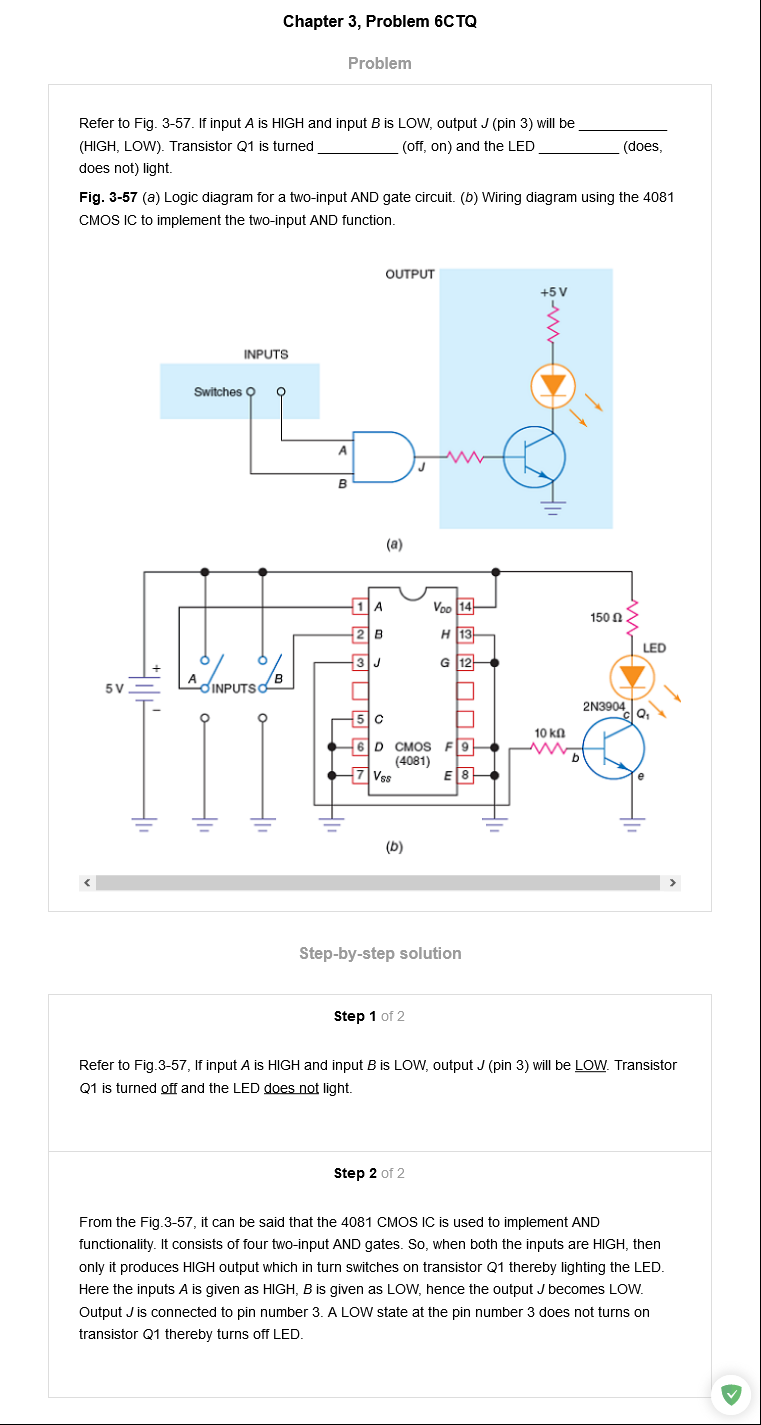 Chapter 3, Problem 6CTQ
Problem
Refer to Fig. 3-57. If input A is HIGH and input B is LOW, output J (pin 3) will be ____________
(HIGH, LOW). Transistor Q1 is turned ___________ (off, on) and the LED ___________ (does,
does not) light.
Fig. 3-57 (a) Logic diagram for a two-input AND gate circuit. (b) Wiring diagram using the 4081
CMOS IC to implement the two-input AND function.
OUTPUT
+5 V
INPUTS
Switches
A
J
B
(a)
1 A VDD 14
150 Ω
2 B H 13
LED
3 J G 12
+
5 V
A INPUTS B
−
2N3904
c Q1
5 C
10 kΩ
6 D CMOS F 9
(4081)
b
7 VSS E 8
e
(b)
< >
Step-by-step solution
Step 1 of 2
Refer to Fig.3-57, If input A is HIGH and input B is LOW, output J (pin 3) will be LOW. Transistor
Q1 is turned off and the LED does not light.
Step 2 of 2
From the Fig.3-57, it can be said that the 4081 CMOS IC is used to implement AND
functionality. It consists of four two-input AND gates. So, when both the inputs are HIGH, then
only it produces HIGH output which in turn switches on transistor Q1 thereby lighting the LED.
Here the inputs A is given as HIGH, B is given as LOW, hence the output J becomes LOW.
Output J is connected to pin number 3. A LOW state at the pin number 3 does not turns on
transistor Q1 thereby turns off LED.